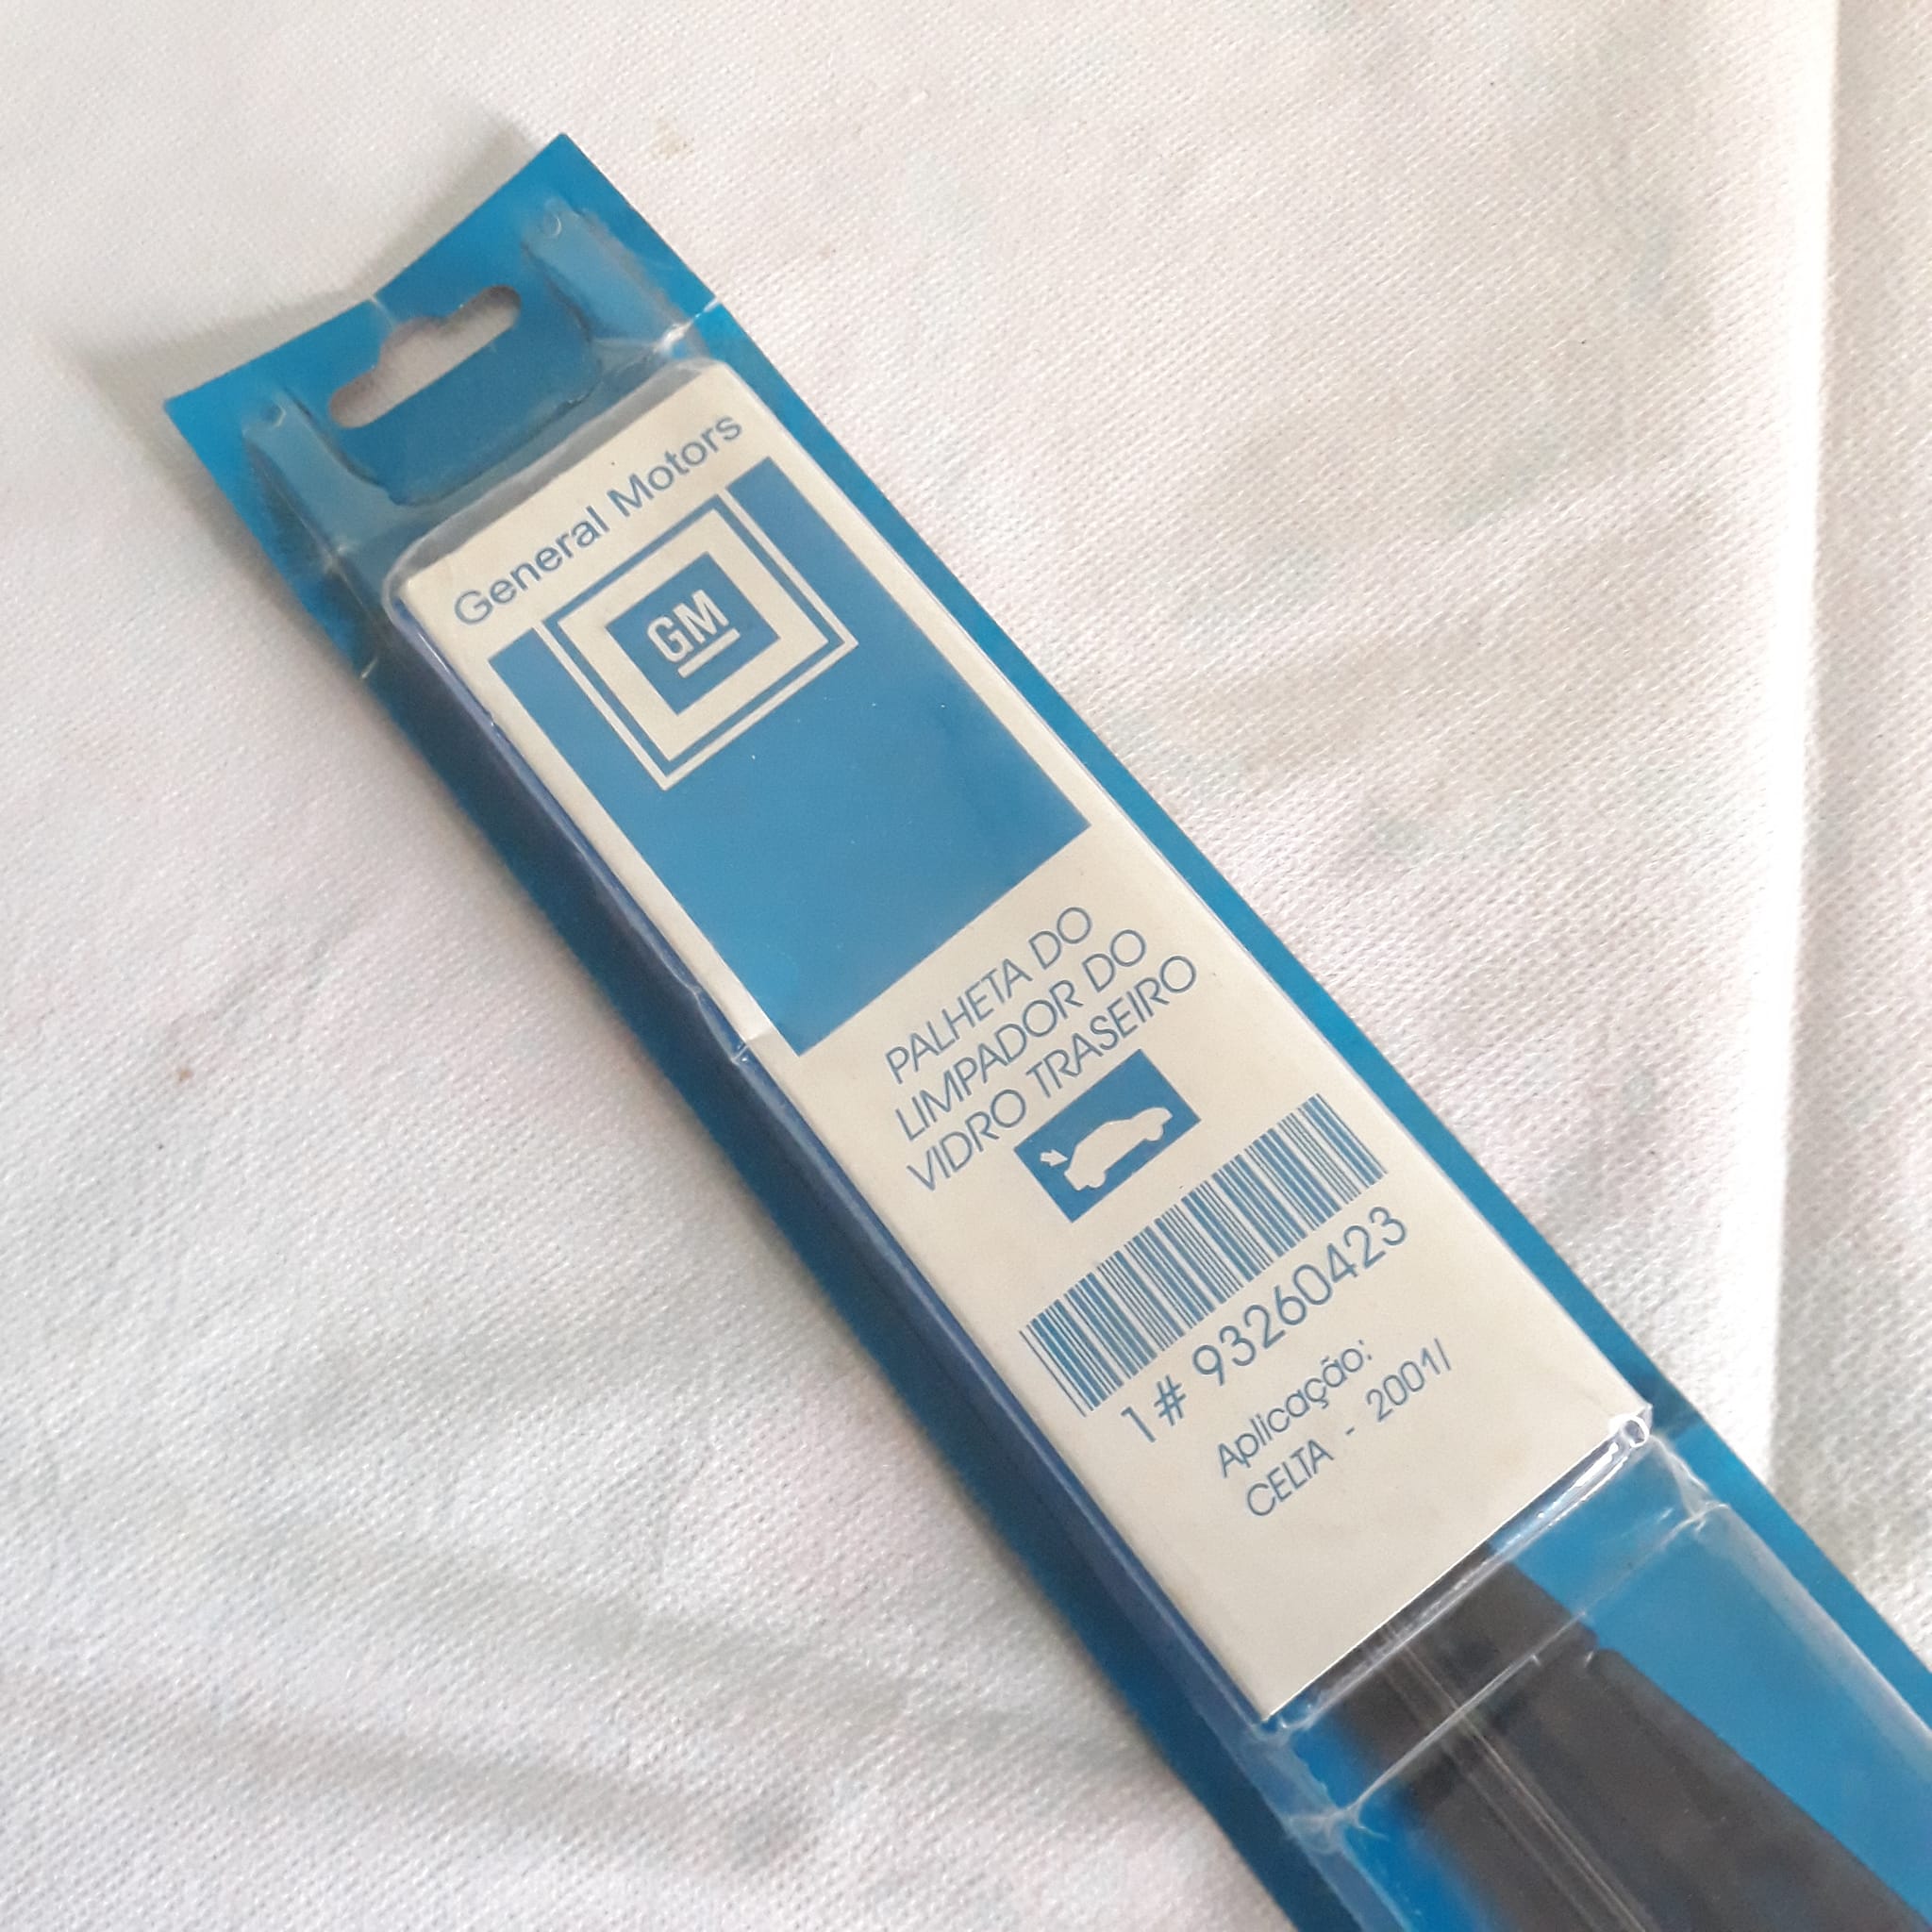 General Motors
GM
PALHETA DO
LIMPADOR DO
VIDRO TRASEIRO
1# 93260423
Aplicação:
CELTA - 2001/